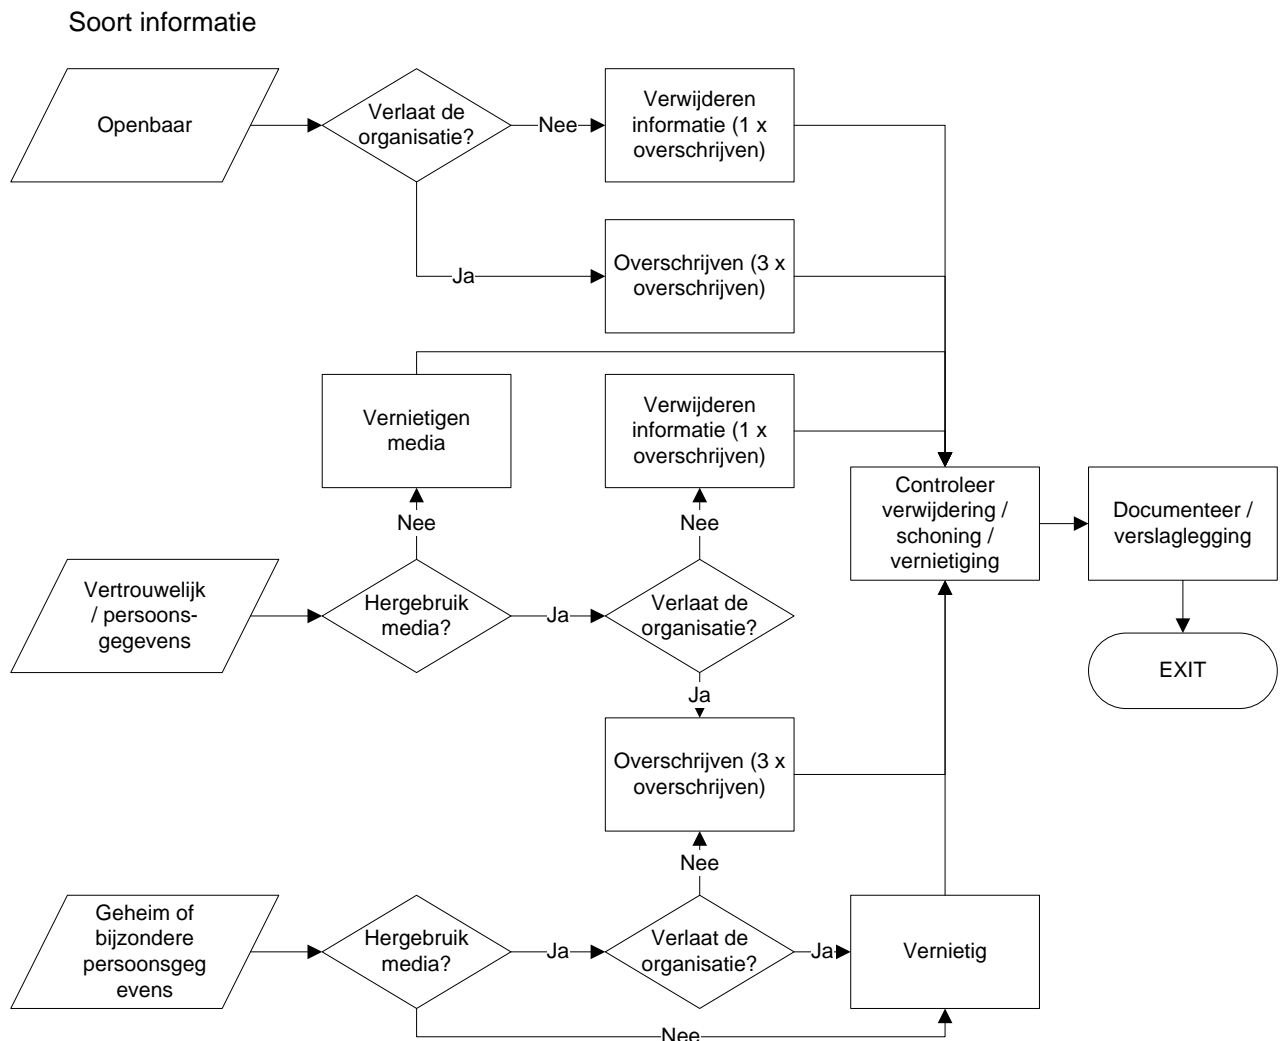 Soort informatie
Openbaar
Verlaat de
organisatie?
Nee
Verwijderen
informatie (1 x
overschrijven)
Ja
Overschrijven (3 x
overschrijven)
Vernietigen
media
Verwijderen
informatie (1 x
overschrijven)
Controleer
verwijdering /
schoning /
vernietiging
Documenteer /
verslaglegging
Nee
Nee
Vertrouwelijk
/ persoons-
gegevens
Hergebruik
media?
Ja
Verlaat de
organisatie?
EXIT
Ja
Overschrijven (3 x
overschrijven)
Nee
Geheim of
bijzondere
persoonsgeg
evens
Hergebruik
media?
Ja
Verlaat de
organisatie?
Ja
Vernietig
Nee